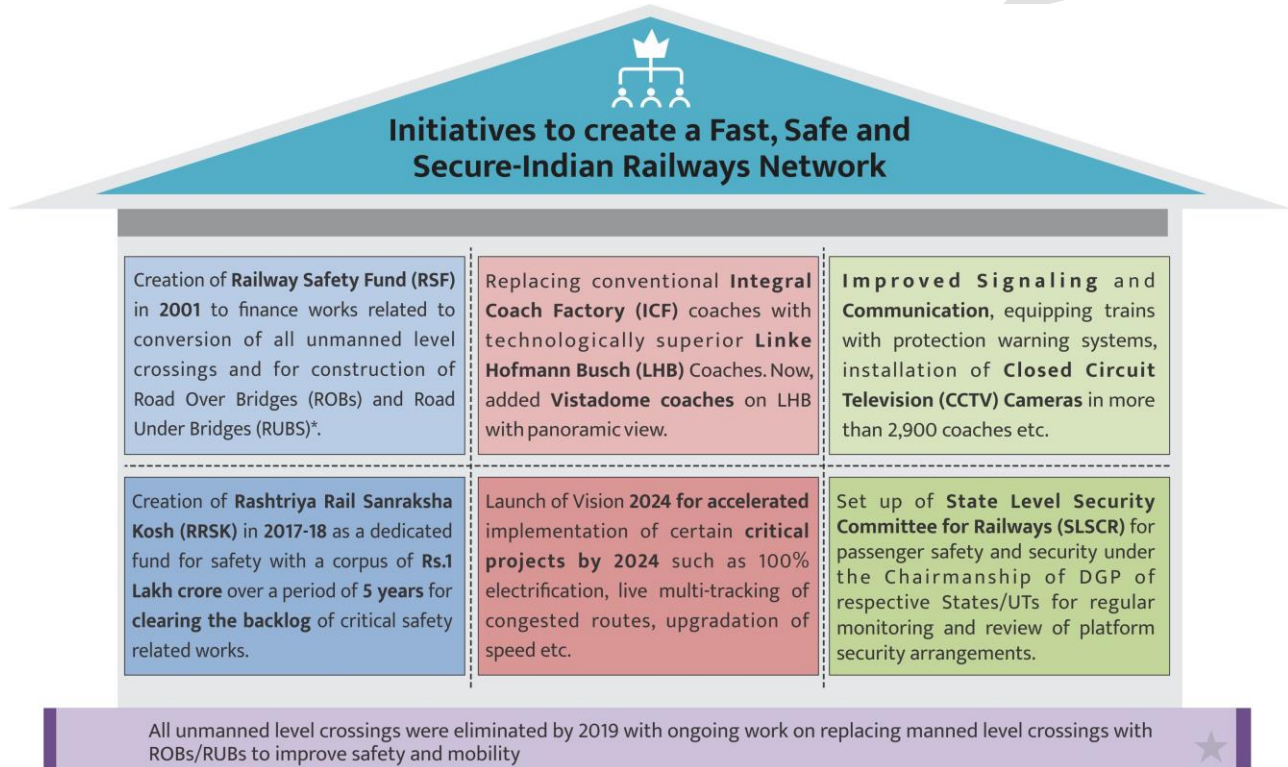 Initiatives to create a Fast, Safe and
Secure-Indian Railways Network
Creation of Railway Safety Fund (RSF)
in 2001 to finance works related to
conversion of all unmanned level
crossings and for construction of
Road Over Bridges (ROBs) and Road
Under Bridges (RUBS)*.
Replacing conventional Integral
Coach Factory (ICF) coaches with
technologically superior Linke
Hofmann Busch (LHB) Coaches. Now,
added Vistadome coaches on LHB
with panoramic view.
Improved Signaling and
Communication, equipping trains
with protection warning systems,
installation of Closed Circuit
Television (CCTV) Cameras in more
than 2,900 coaches etc.
Creation of Rashtriya Rail Sanraksha
Kosh (RRSK) in 2017-18 as a dedicated
fund for safety with a corpus of Rs.1
Lakh crore over a period of 5 years for
clearing the backlog of critical safety
related works.
Launch of Vision 2024 for accelerated
implementation of certain critical
projects by 2024 such as 100%
electrification, live multi-tracking of
congested routes, upgradation of
speed etc.
Set up of State Level Security
Committee for Railways (SLSCR) for
passenger safety and security under
the Chairmanship of DGP of
respective States/UTs for regular
monitoring and review of platform
security arrangements.
All unmanned level crossings were eliminated by 2019 with ongoing work on replacing manned level crossings with
ROBs/RUBs to improve safety and mobility